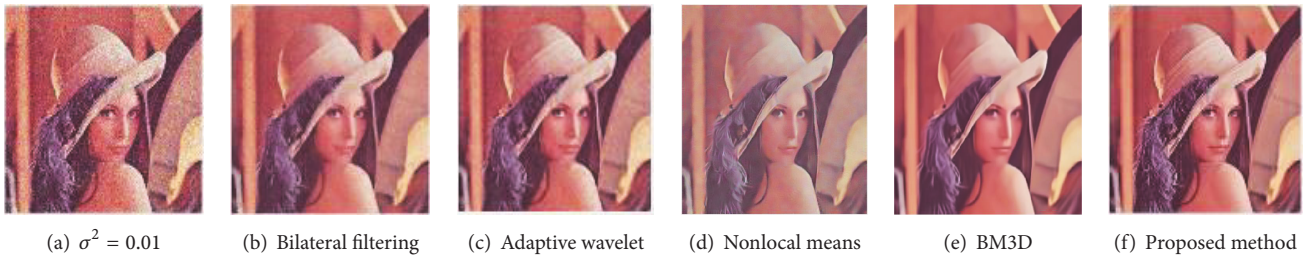 (a) σ² = 0.01
(b) Bilateral filtering
(c) Adaptive wavelet
(d) Nonlocal means
(e) BM3D
(f) Proposed method